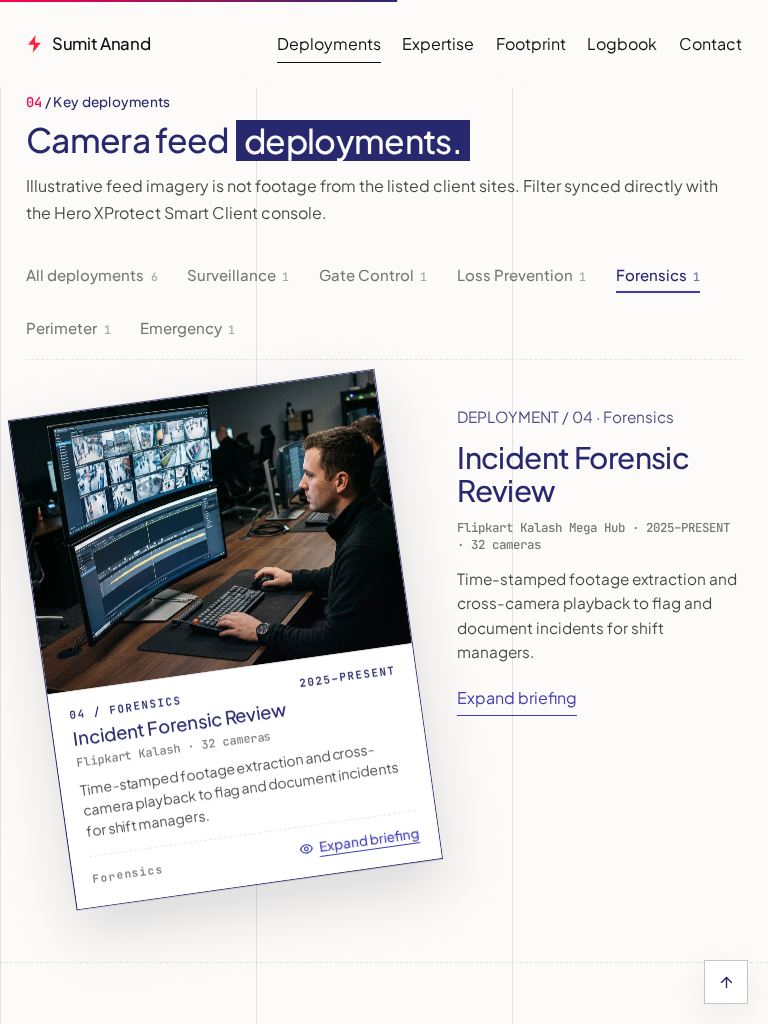 Sumit Anand
Deployments Expertise Footprint Logbook Contact
04 / Key deployments
Camera feed deployments.
Illustrative feed imagery is not footage from the listed client sites. Filter synced directly with
the Hero XProtect Smart Client console.
All deployments 6 Surveillance 1 Gate Control 1 Loss Prevention 1 Forensics 1
Perimeter 1 Emergency 1
04 / FORENSICS 2025–PRESENT
Incident Forensic Review
Flipkart Kalash · 32 cameras
Time-stamped footage extraction and cross-
camera playback to flag and document incidents
for shift managers.
Forensics Expand briefing
DEPLOYMENT / 04 · Forensics
Incident Forensic
Review
Flipkart Kalash Mega Hub · 2025–PRESENT
· 32 cameras
Time-stamped footage extraction and
cross-camera playback to flag and
document incidents for shift
managers.
Expand briefing